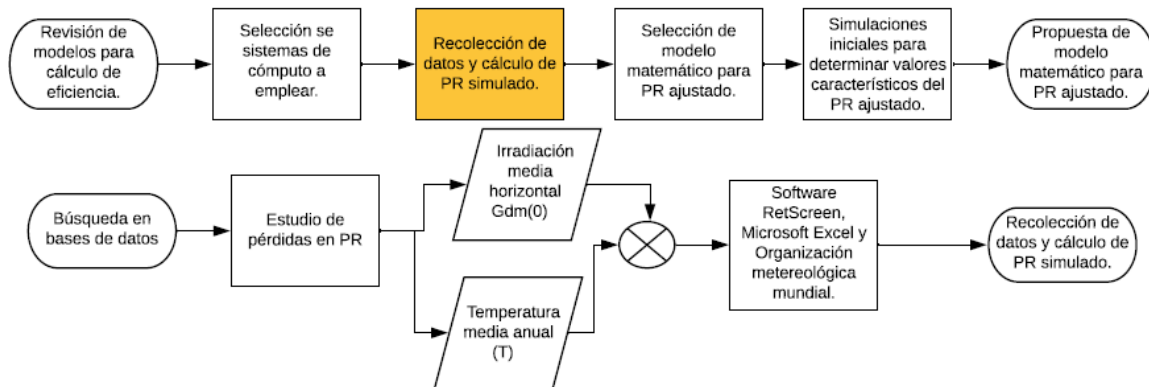 Revisión de
modelos para
cálculo de
eficiencia.
Selección se
sistemas de
cómputo a
emplear.
Recolección de
datos y cálculo de
PR simulado.
Selección de
modelo
matemático para
PR ajustado.
Simulaciones
iniciales para
determinar valores
característicos del
PR ajustado.
Propuesta de
modelo
matemático para
PR ajustado.
Búsqueda en
bases de datos
Estudio de
pérdidas en PR
Irradiación
media
horizontal
Gdm(0)
Temperatura
media anual
(T)
Software
RetScreen,
Microsoft Excel y
Organización
metereológica
mundial.
Recolección de
datos y cálculo de
PR simulado.